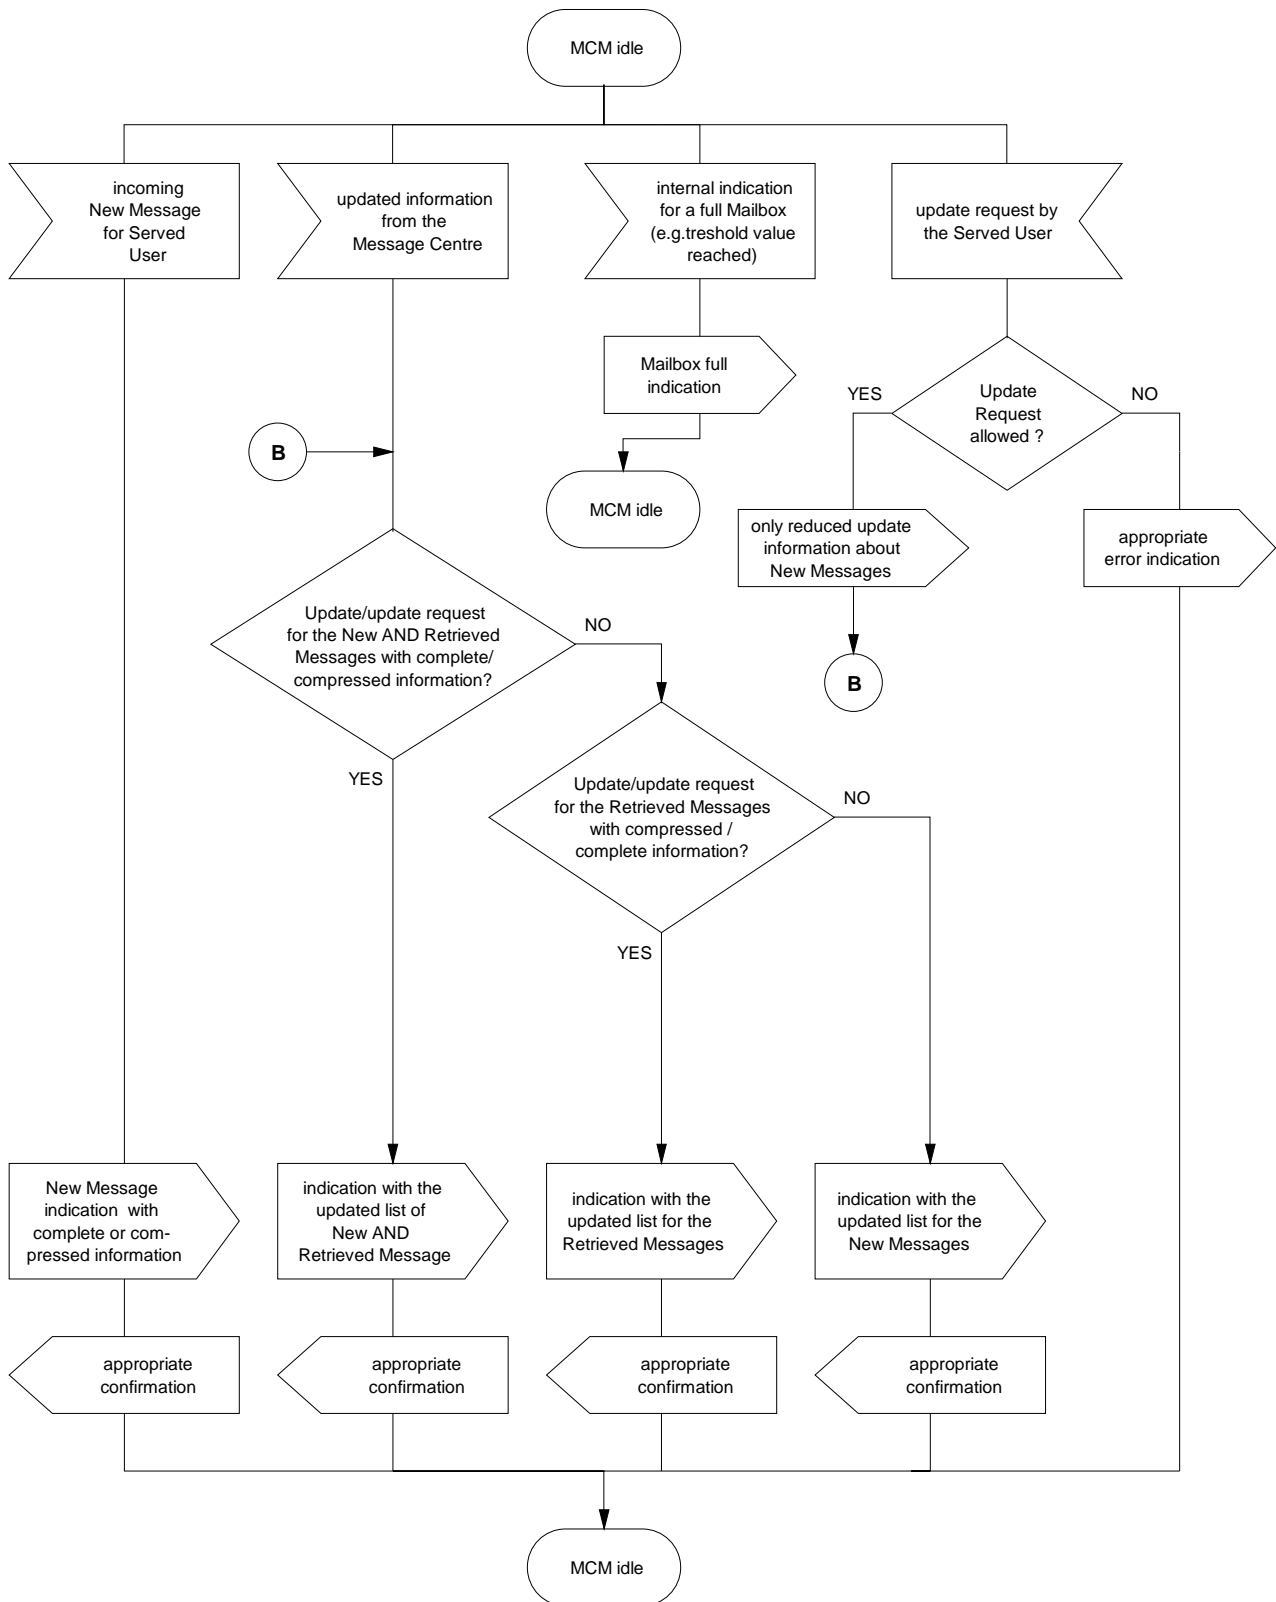 MCM idle
incoming
New Message
for Served
User
updated information
from the
Message Centre
internal indication
for a full Mailbox
(e.g.treshold value
reached)
update request by
the Served User
Mailbox full
indication
YES
Update
Request
allowed ?
NO
B
MCM idle
only reduced update
information about
New Messages
appropriate
error indication
Update/update request
for the New AND Retrieved
Messages with complete/
compressed information?
NO
B
YES
Update/update request
for the Retrieved Messages
with compressed /
complete information?
NO
YES
New Message
indication with
complete or com-
pressed information
indication with the
updated list of
New AND
Retrieved Message
indication with the
updated list for the
Retrieved Messages
indication with the
updated list for the
New Messages
appropriate
confirmation
appropriate
confirmation
appropriate
confirmation
appropriate
confirmation
MCM idle